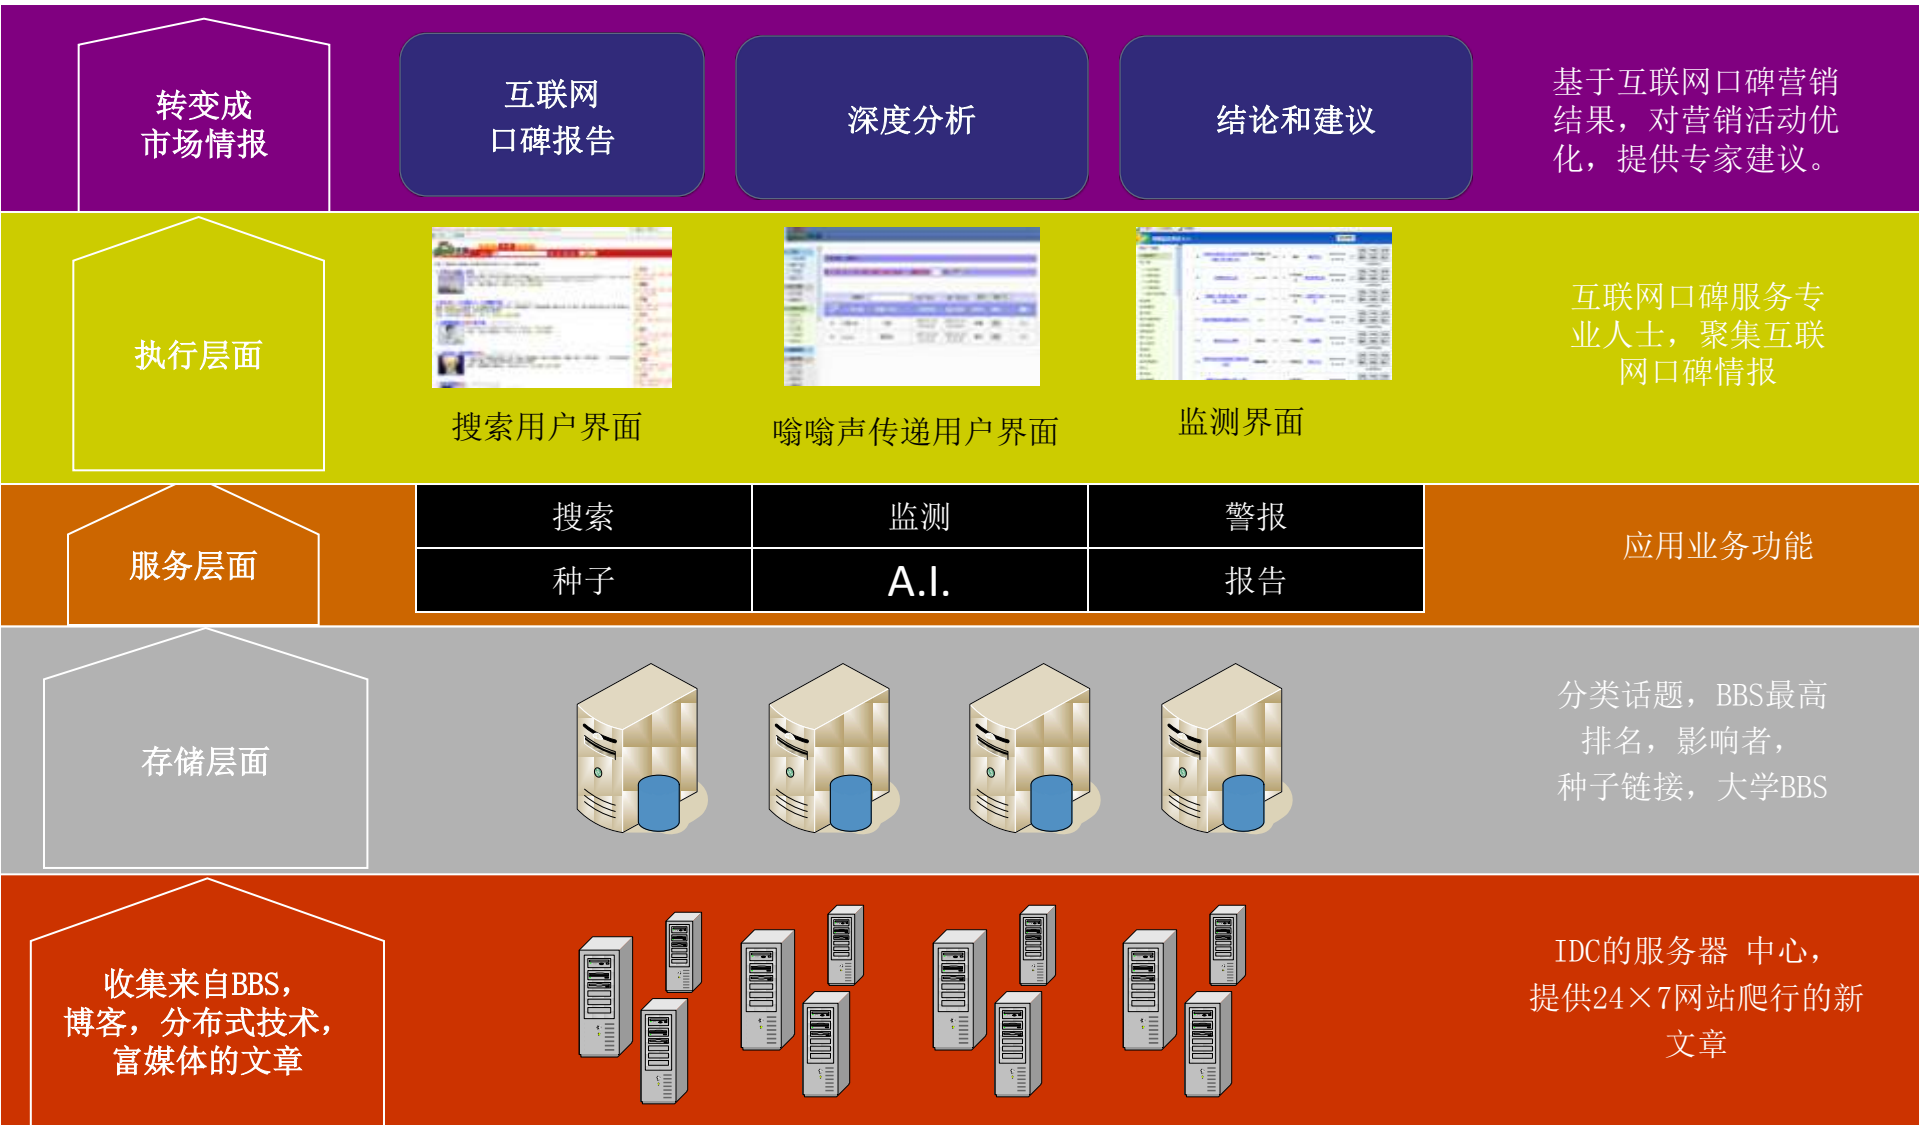 转变成
市场情报
互联网
口碑报告
深度分析
结论和建议
基于互联网口碑营销
结果，对营销活动优
化，提供专家建议。
执行层面
搜索用户界面
嗡嗡声传递用户界面
监测界面
互联网口碑服务专
业人士，聚集互联
网口碑情报
服务层面
搜索
监测
警报
种子
A.I.
报告
应用业务功能
存储层面
分类话题，BBS最高
排名，影响者，
种子链接，大学BBS
收集来自BBS，
博客，分布式技术，
富媒体的文章
IDC的服务器 中心，
提供24×7网站爬行的新
文章